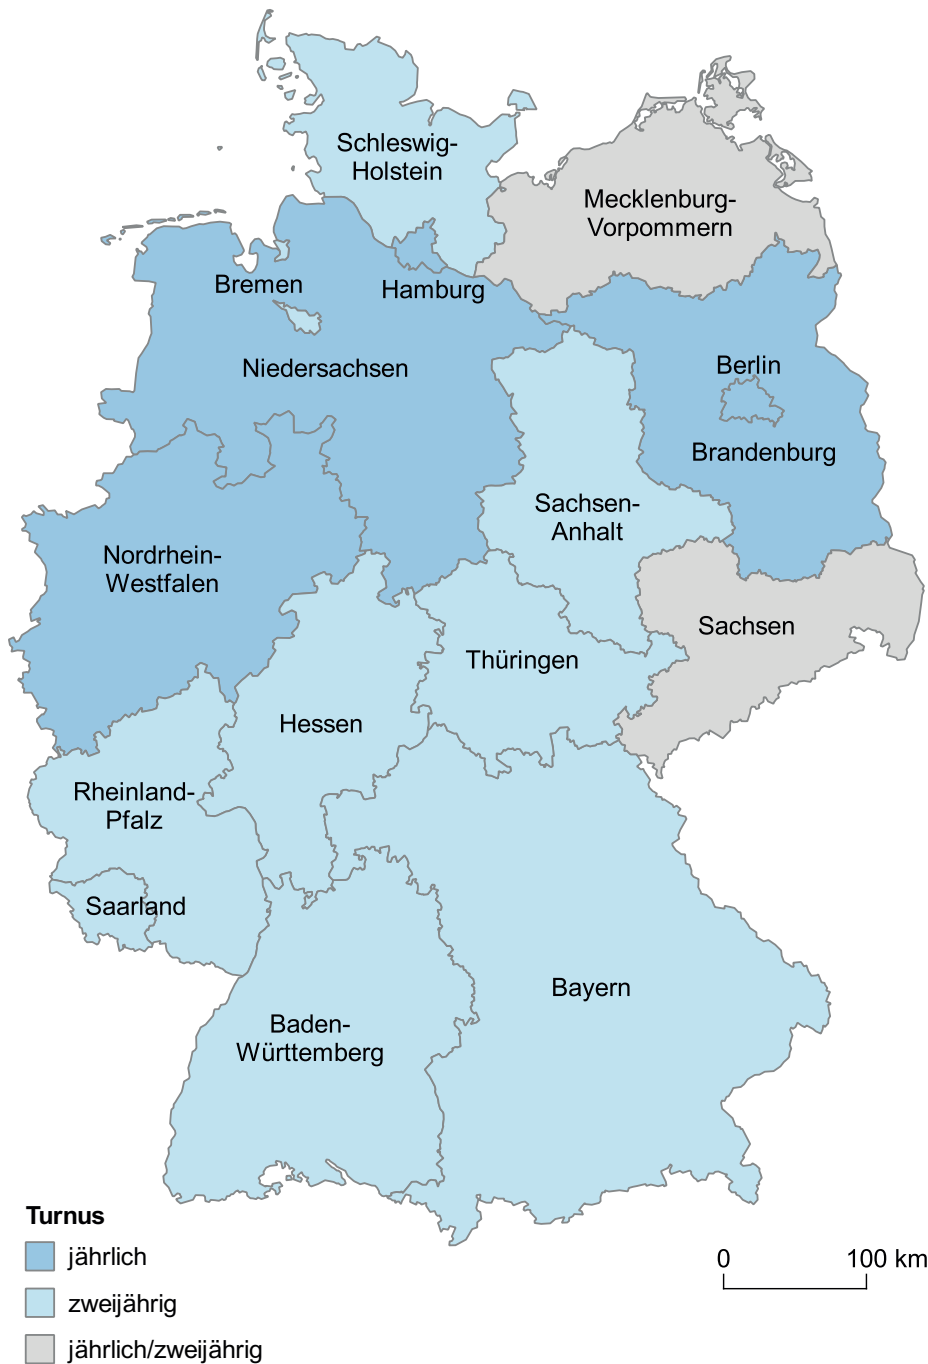 Schleswig-
Holstein
Mecklenburg-
Vorpommern
Bremen
Hamburg
Niedersachsen
Berlin
Brandenburg
Sachsen-
Anhalt
Nordrhein-
Westfalen
Sachsen
Thüringen
Hessen
Rheinland-
Pfalz
Saarland
Bayern
Baden-
Württemberg
Turnus
jährlich
zweijährig
jährlich/zweijährig
0 100 km